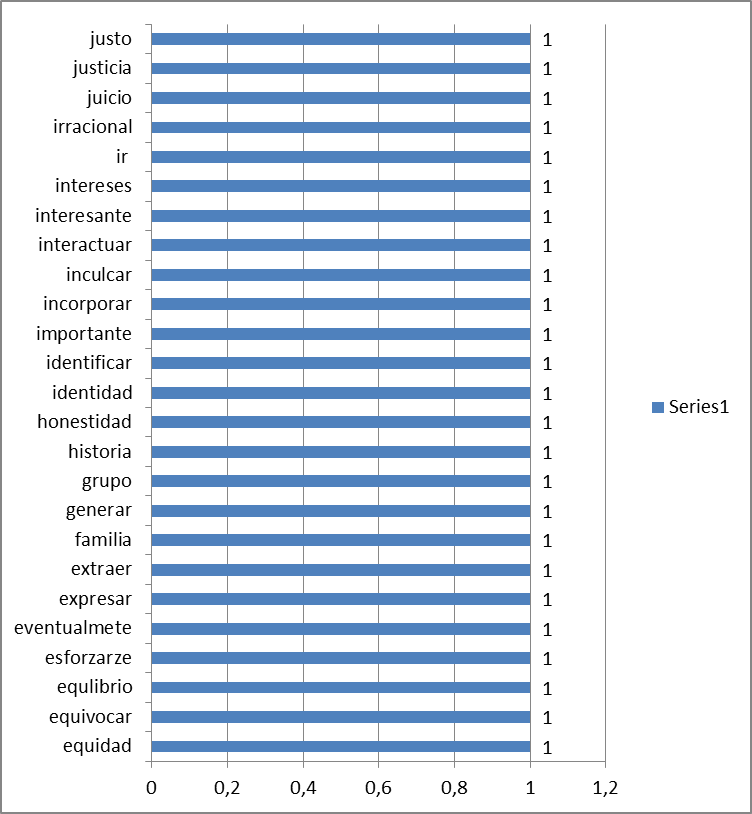 justo 1
justicia 1
juicio 1
irracional 1
ir 1
intereses 1
interesante 1
interactuar 1
inculcar 1
incorporar 1
importante 1
identificar 1
identidad 1
honestidad 1
historia 1
grupo 1
generar 1
familia 1
extraer 1
expresar 1
eventualmete 1
esforzarze 1
equlibrio 1
equivocar 1
equidad 1
0 0,2 0,4 0,6 0,8 1 1,2
Series1